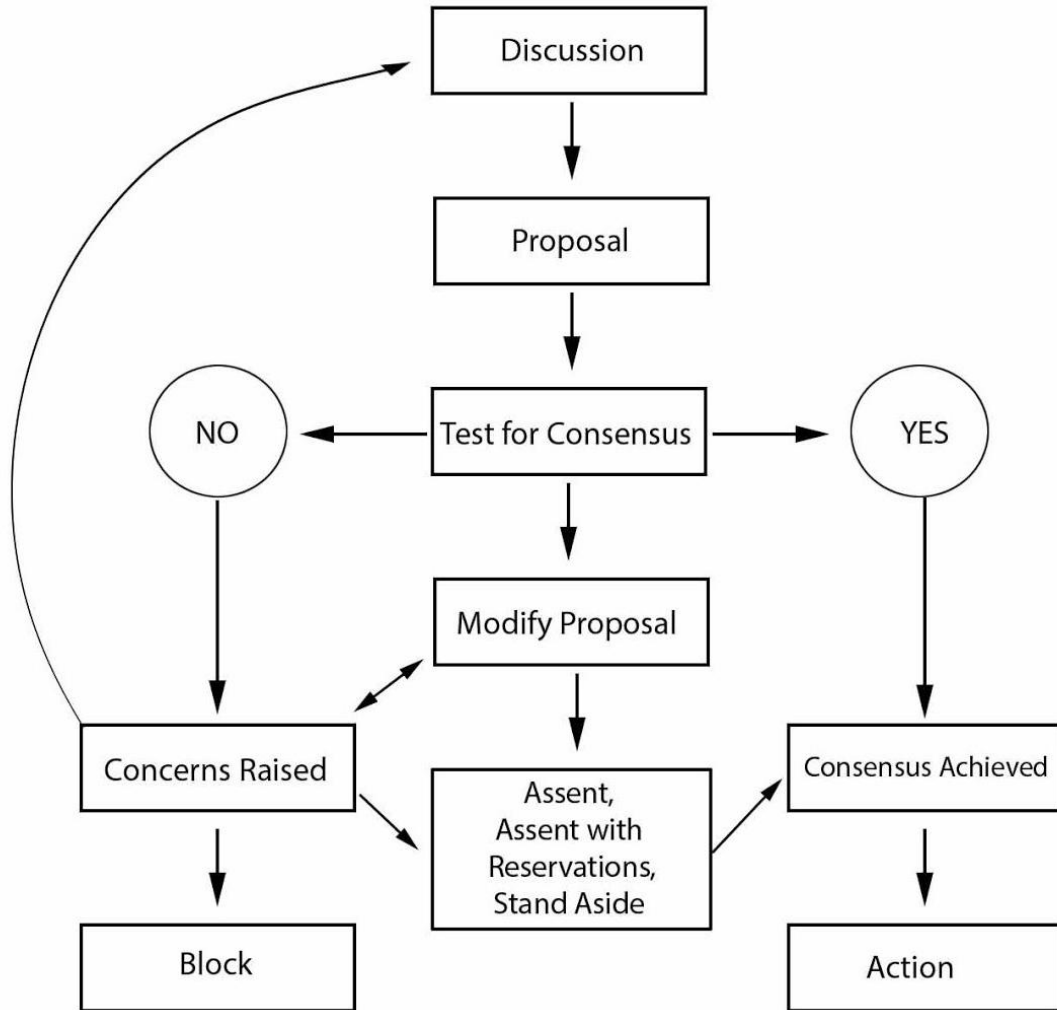 Discussion
Proposal
NO
Test for Consensus
YES
Modify Proposal
Concerns Raised
Assent,
Assent with
Reservations,
Stand Aside
Consensus Achieved
Block
Action